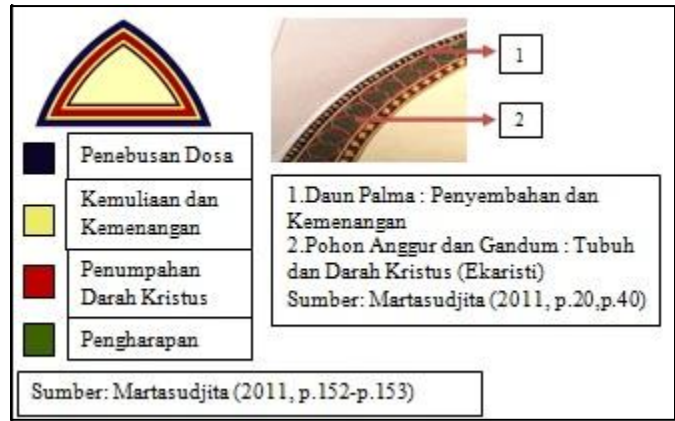 1
2
Penebusan Dosa
Kemuliaan dan
Kemenangan
Penumpahan
Darah Kristus
Pengharapan
1.Daun Palma : Penyembahan dan
Kemenangan
2.Pohon Anggur dan Gandum : Tubuh
dan Darah Kristus (Ekaristi)
Sumber: Martasudjita (2011, p.20,p.40)
Sumber: Martasudjita (2011, p.152-p.153)